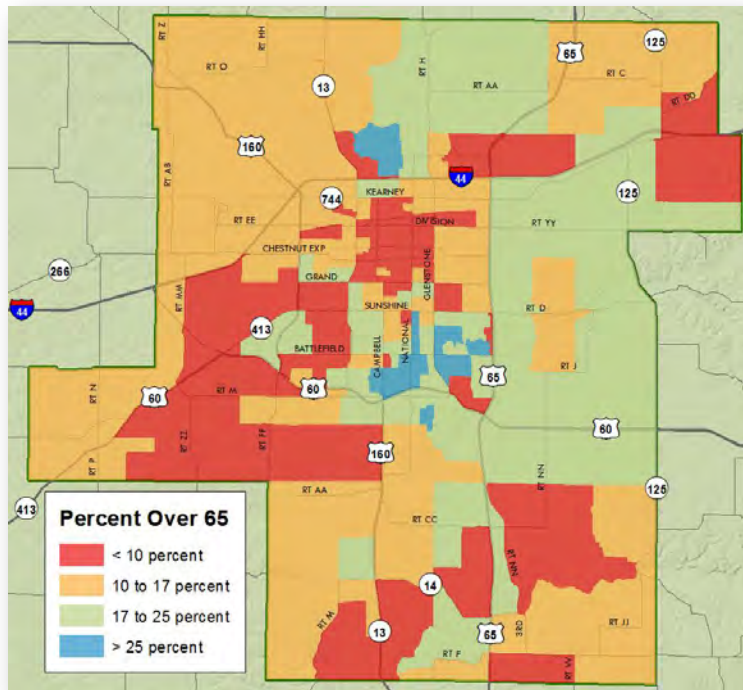 RT Z
RT HH
RT O
13
RT H
65
125
RT AA
RT C
RT DD
160
RT AB
44
KEARNEY
744
125
RT EE
DIVISION
RT YY
CHESTNUT EXP
266
GRAND
GLENSTONE
RT MM
44
SUNSHINE
RT D
413
NATIONAL
CAMPBELL
BATTLEFIELD
RT J
65
RT N
60
RT M
60
60
RT P
RT ZZ
RT FF
160
RT NN
413
RT AA
125
RT CC
Percent Over 65
< 10 percent
10 to 17 percent
17 to 25 percent
> 25 percent
RT NN
14
RT M
13
65
3RD
RT JJ
RT P
RT VV